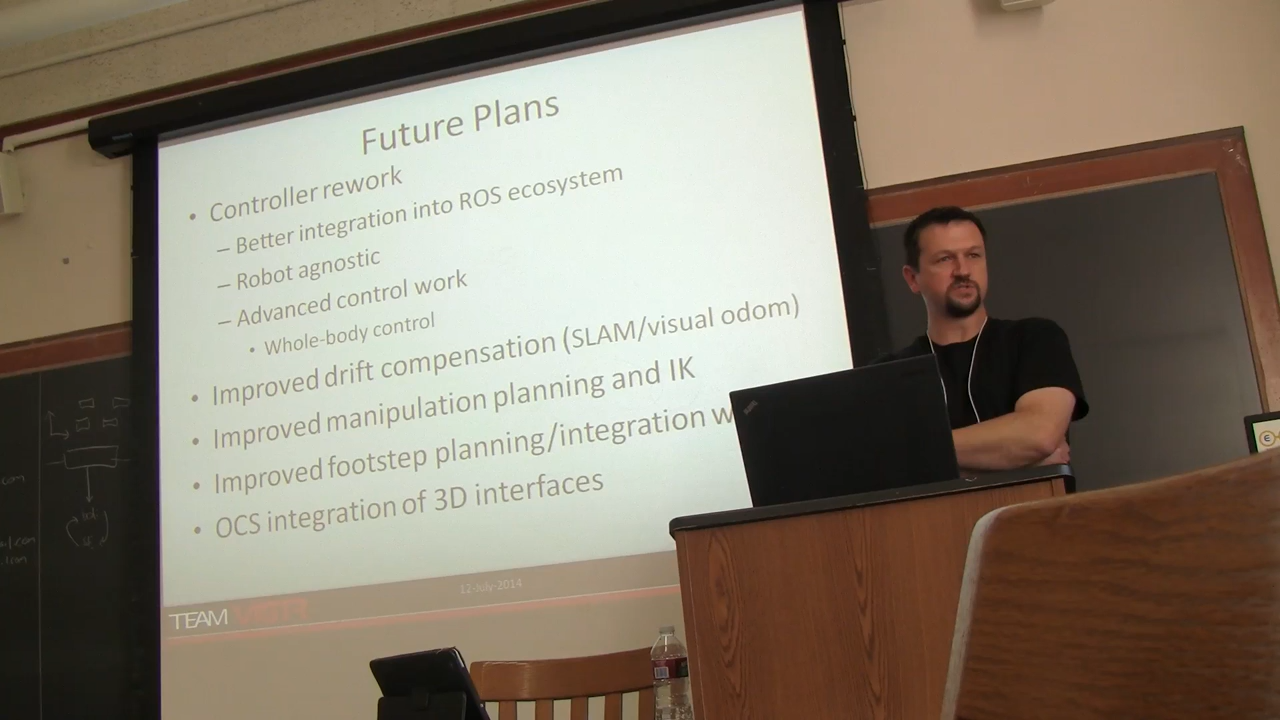 Future Plans
• Controller rework
– Better integration into ROS ecosystem
– Robot agnostic
– Advanced control work
• Whole-body control
• Improved drift compensation (SLAM/visual odom)
• Improved manipulation planning and IK
• Improved footstep planning/integration w
• OCS integration of 3D interfaces
12-July-2014
TEAM VIGIR